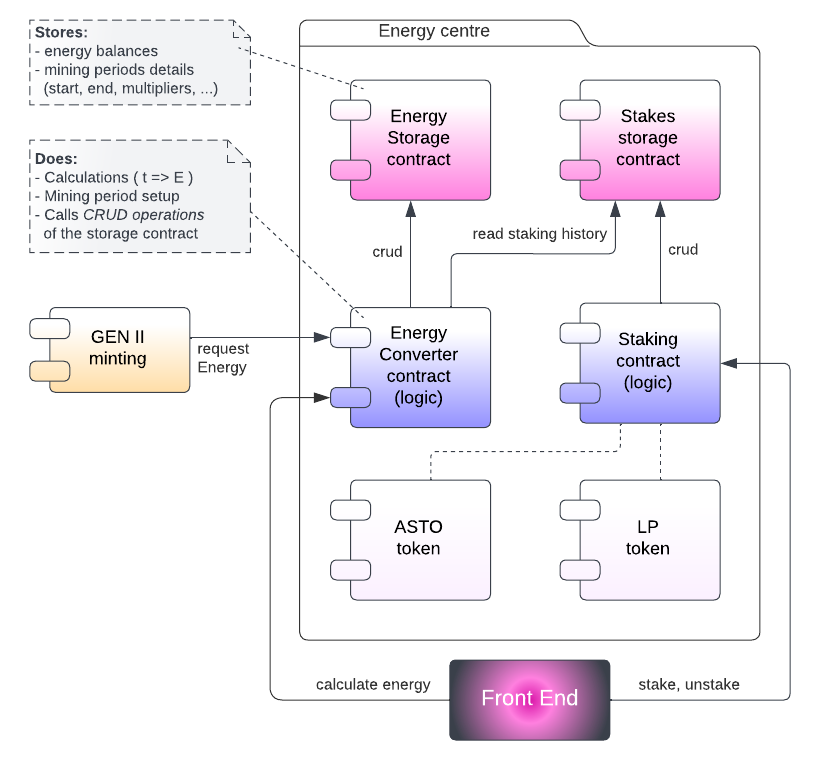 Energy centre
Stores:
- energy balances
- mining periods details
(start, end, multipliers, ...)
Energy
Storage
contract
Stakes
storage
contract
Does:
- Calculations ( t => E )
- Mining period setup
- Calls CRUD operations
of the storage contract
crud
read staking history
crud
GEN II
minting
request
Energy
Energy
Converter
contract
(logic)
Staking
contract
(logic)
ASTO
token
LP
token
calculate energy
Front End
stake, unstake